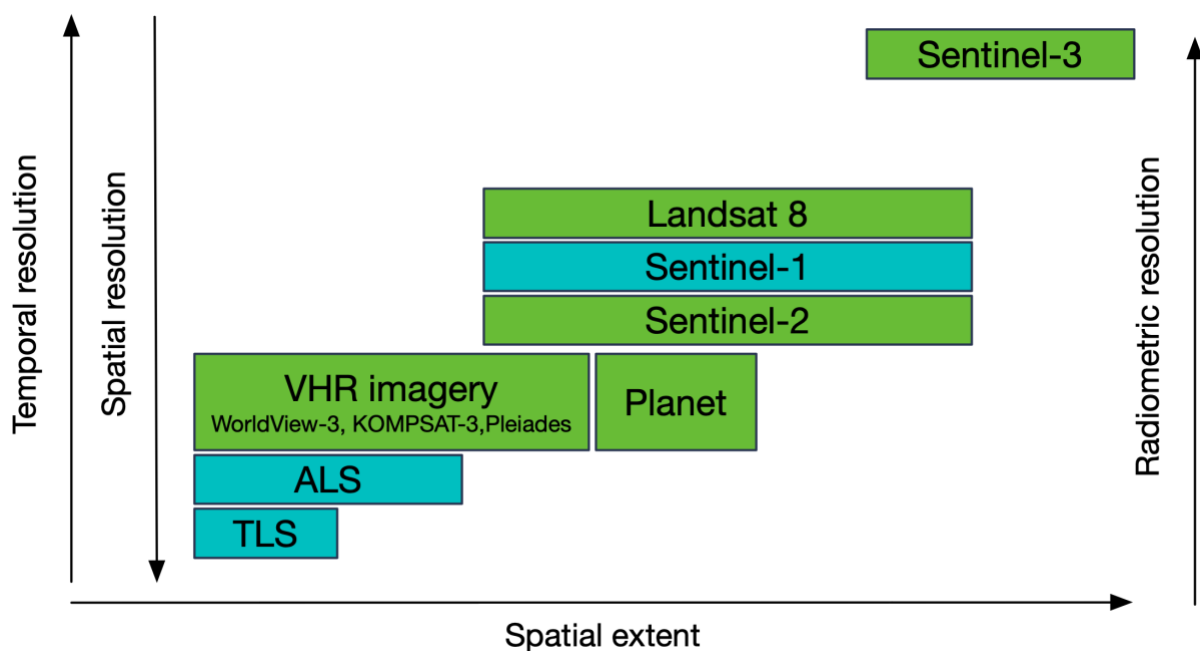 Temporal resolution
Spatial resolution
Sentinel-3
Landsat 8
Sentinel-1
Sentinel-2
VHR imagery
WorldView-3, KOMPSAT-3,Pleiades
Planet
ALS
TLS
Radiometric resolution
Spatial extent